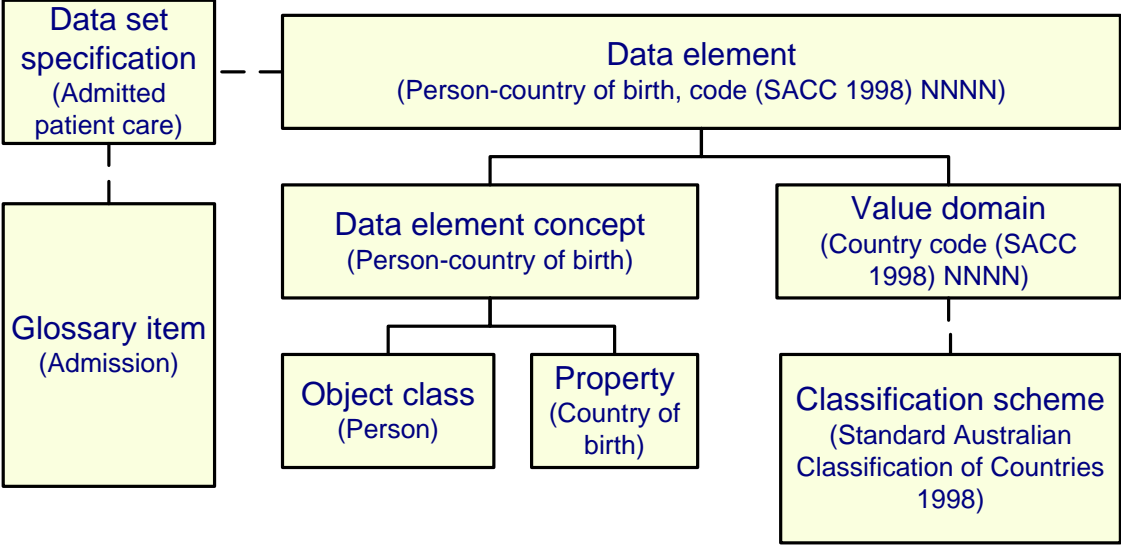 Data set
specification
(Admitted
patient care)
Data element
(Person-country of birth, code (SACC 1998) NNNN)
Data element concept
(Person-country of birth)
Value domain
(Country code (SACC
1998) NNNN)
Glossary item
(Admission)
Object class
(Person)
Property
(Country of
birth)
Classification scheme
(Standard Australian
Classification of Countries
1998)